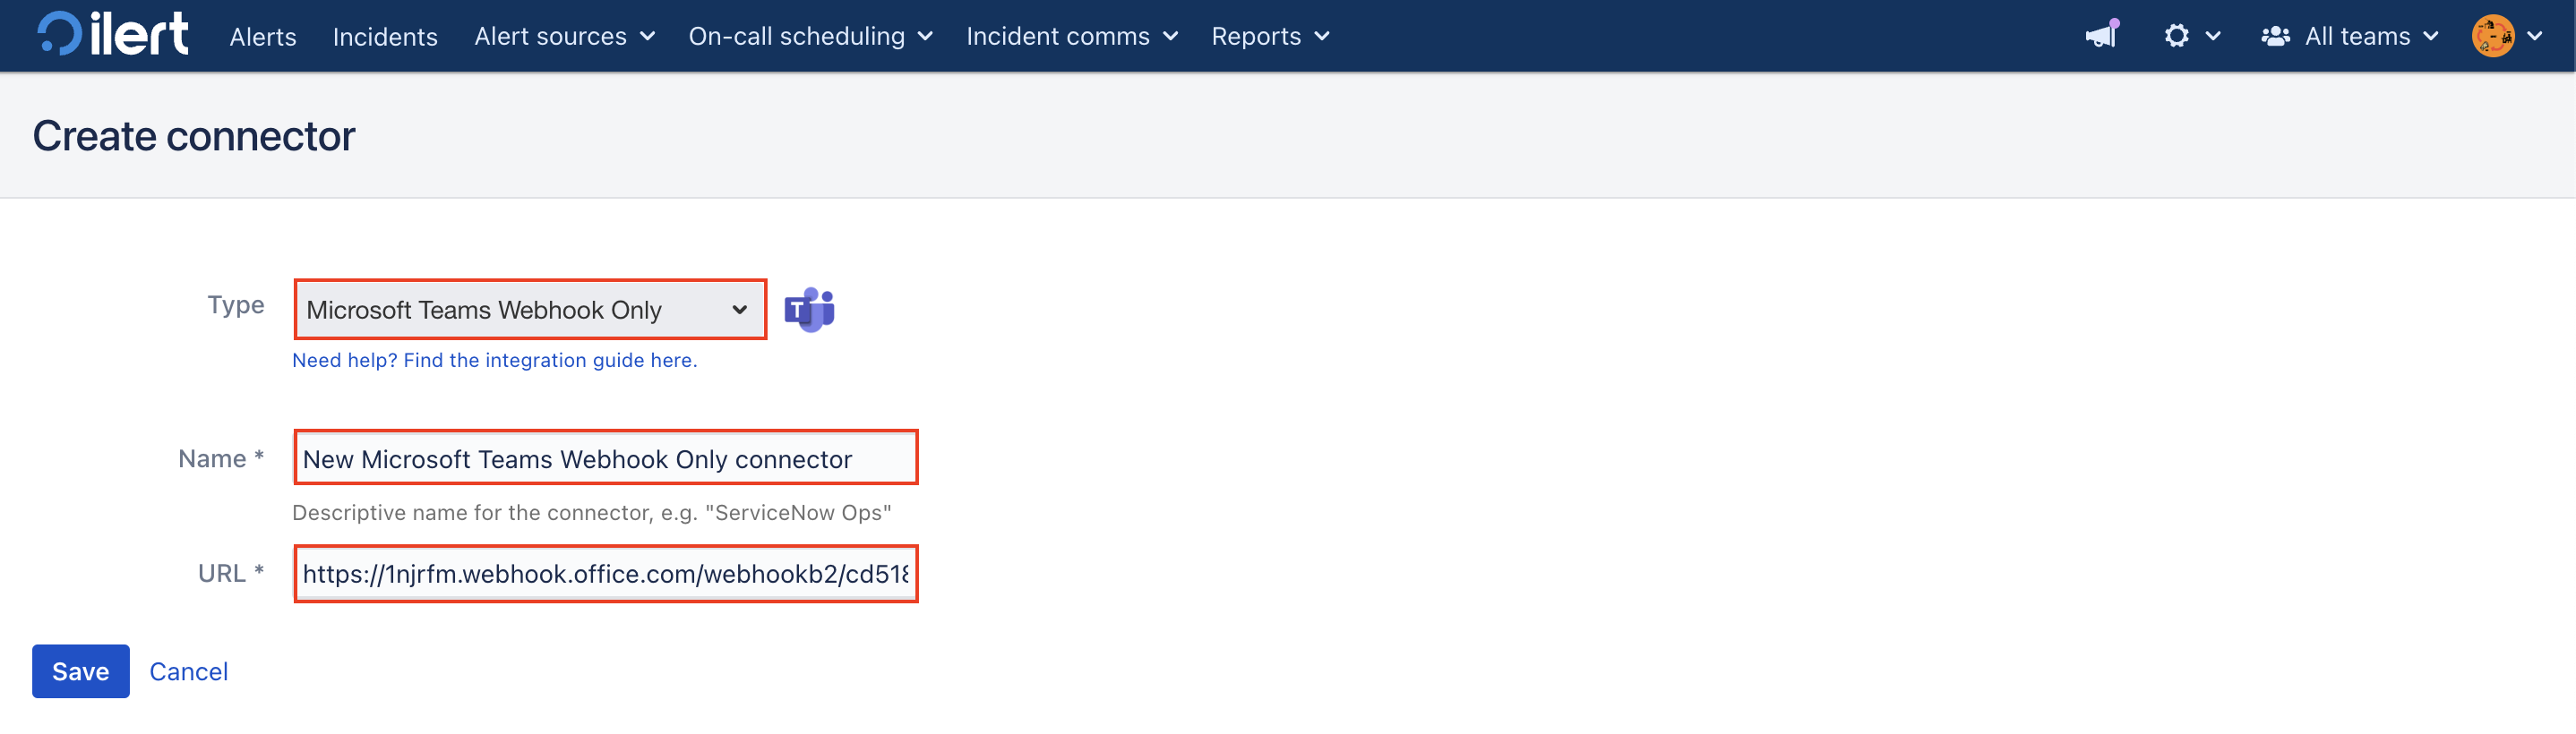 ilert Alerts Incidents Alert sources On-call scheduling Incident comms Reports All teams
Create connector
Type Microsoft Teams Webhook Only T
Need help? Find the integration guide here.
Name * New Microsoft Teams Webhook Only connector
Descriptive name for the connector, e.g. "ServiceNow Ops"
URL * https://1njrfm.webhook.office.com/webhookb2/cd518
Save Cancel